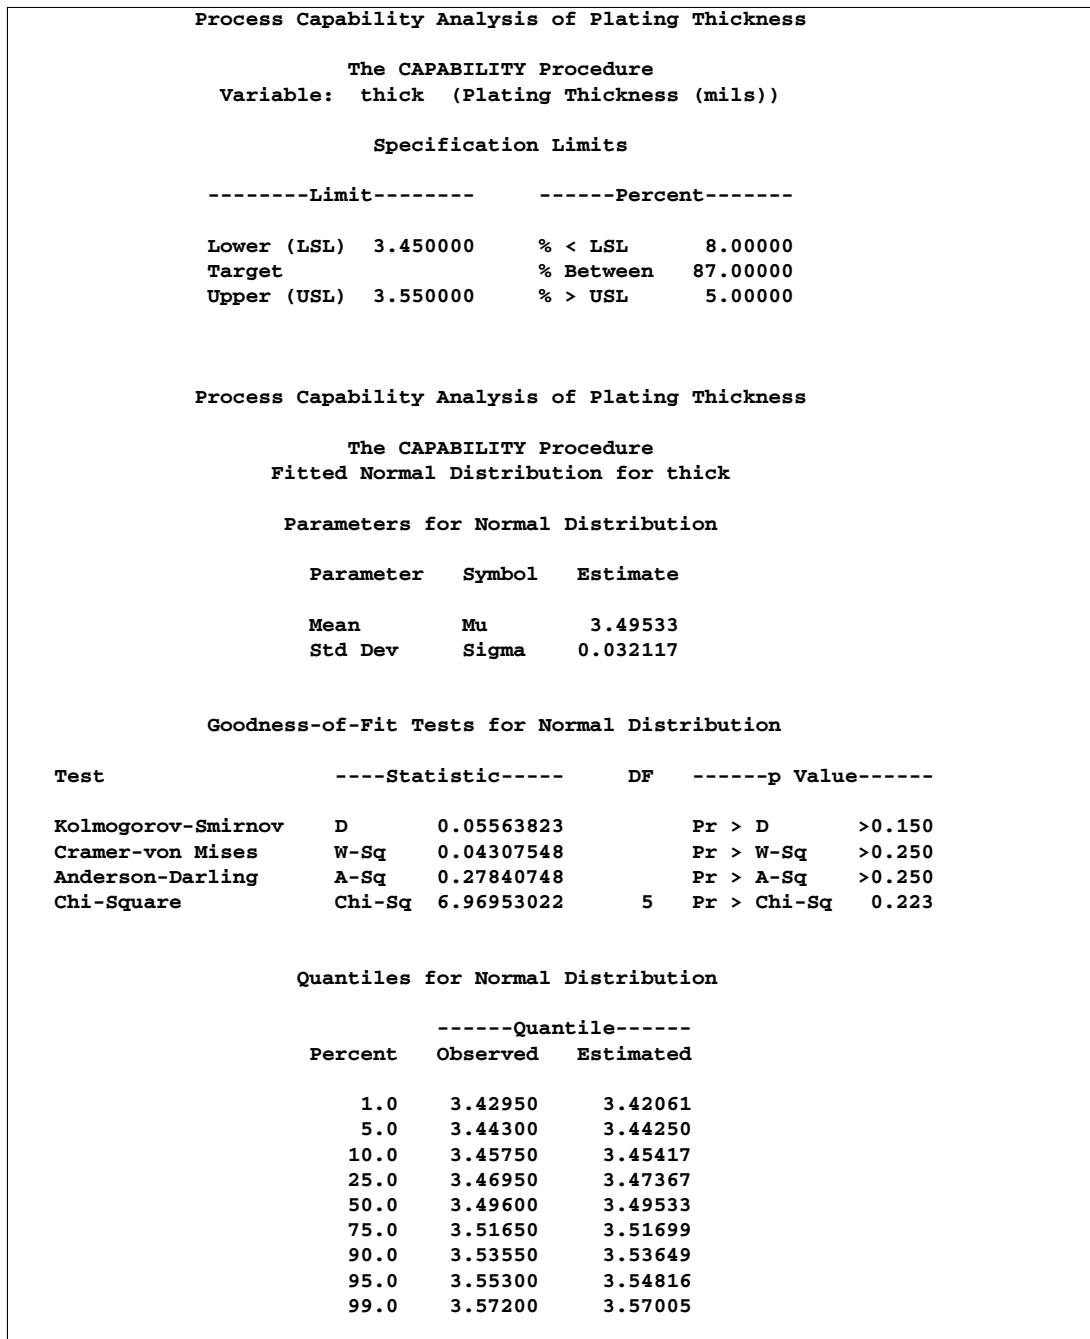 Process Capability Analysis of Plating Thickness
The CAPABILITY Procedure
Variable: thick (Plating Thickness (mils))
Specification Limits
--------Limit-------- ------Percent-------
Lower (LSL) 3.450000 % < LSL 8.00000
Target % Between 87.00000
Upper (USL) 3.550000 % > USL 5.00000
Process Capability Analysis of Plating Thickness
The CAPABILITY Procedure
Fitted Normal Distribution for thick
Parameters for Normal Distribution
Parameter Symbol Estimate
Mean Mu 3.49533
Std Dev Sigma 0.032117
Goodness-of-Fit Tests for Normal Distribution
Test ----Statistic----- DF ------p Value------
Kolmogorov-Smirnov D 0.05563823 Pr > D >0.150
Cramer-von Mises W-Sq 0.04307548 Pr > W-Sq >0.250
Anderson-Darling A-Sq 0.27840748 Pr > A-Sq >0.250
Chi-Square Chi-Sq 6.96953022 5 Pr > Chi-Sq 0.223
Quantiles for Normal Distribution
------Quantile------
Percent Observed Estimated
1.0 3.42950 3.42061
5.0 3.44300 3.44250
10.0 3.45750 3.45417
25.0 3.46950 3.47367
50.0 3.49600 3.49533
75.0 3.51650 3.51699
90.0 3.53550 3.53649
95.0 3.55300 3.54816
99.0 3.57200 3.57005